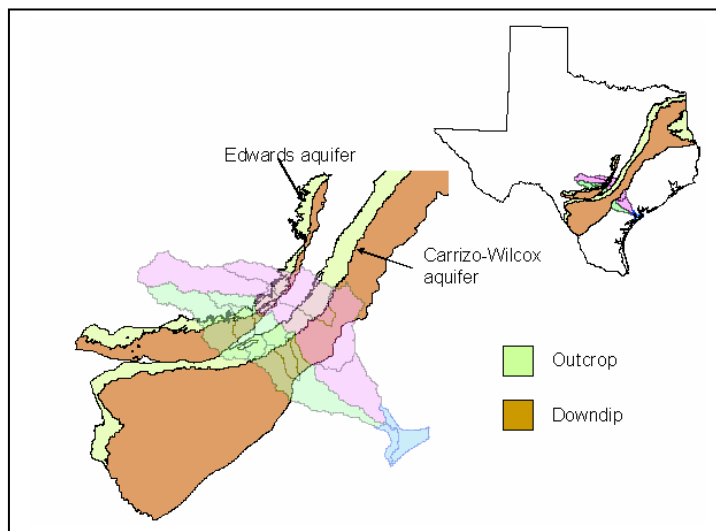 Edwards aquifer
Carrizo-Wilcox
aquifer
Outcrop
Downdip